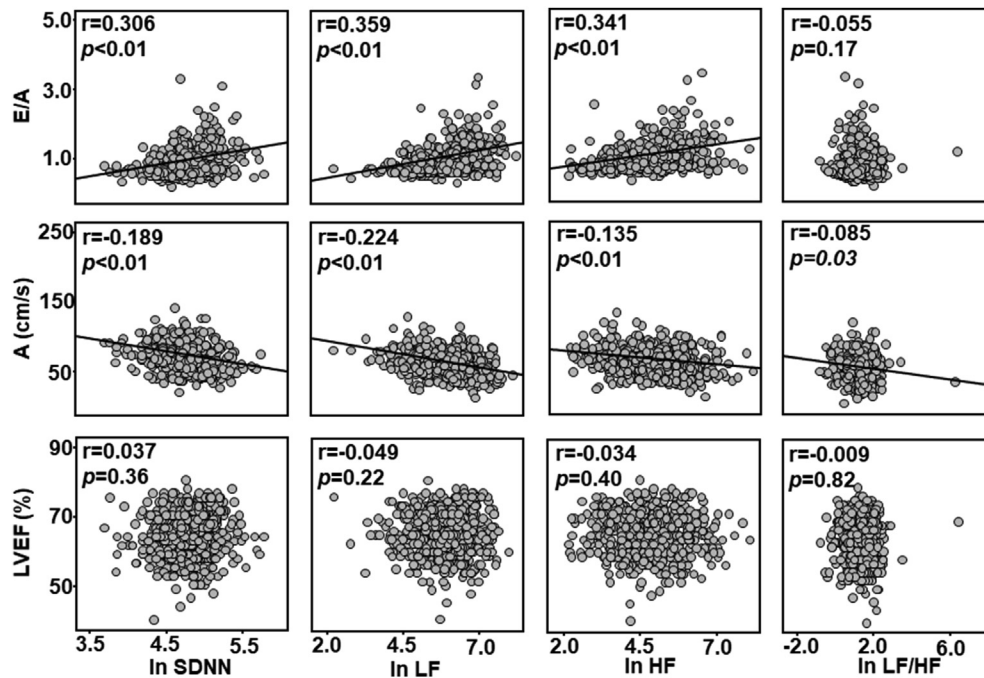 5.0
3.0
1.0
E/A
r=0.306
p<0.01
r=0.359
p<0.01
r=0.341
p<0.01
r=-0.055
p=0.17
250
150
50
A (cm/s)
r=-0.189
p<0.01
r=-0.224
p<0.01
r=-0.135
p<0.01
r=-0.085
p=0.03
90
70
50
LVEF (%)
r=0.037
p=0.36
r=-0.049
p=0.22
r=-0.034
p=0.40
r=-0.009
p=0.82
3.5 4.5 5.5
ln SDNN
2.0 4.5 7.0
ln LF
2.0 4.5 7.0
ln HF
-2.0 2.0 6.0
ln LF/HF